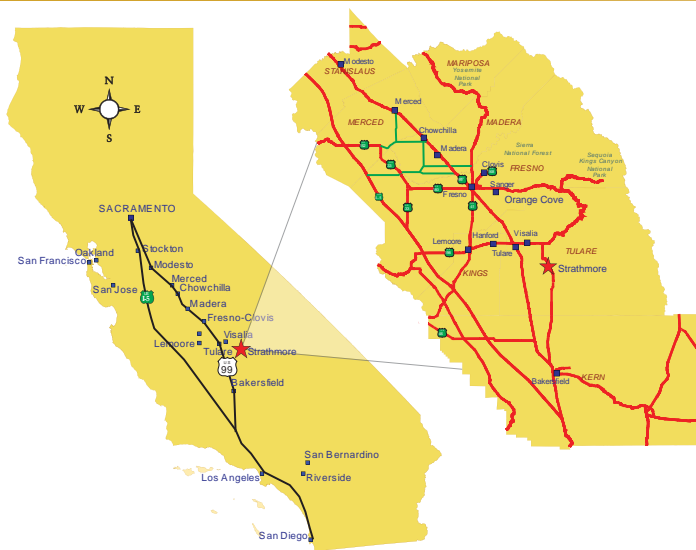 N
W
E
S
SACRAMENTO
Oakland
San Francisco
Stockton
Modesto
San Jose
Merced
Chowchilla
Madera
Fresno-Clovis
Visalia
Lemoore
Tulare
Strathmore
99
Bakersfield
San Bernardino
Los Angeles
Riverside
San Diego
Modesto
STANISLAUS
MARIPOSA
Yosemite
National
Park
Merced
MERCED
MADERA
Chowchilla
Madera
Sierra
National Forest
Sequoia
Kings Canyon
National
Park
Clovis
FRESNO
Fresno
Sanger
Orange Cove
Lemoore
Hanford
Visalia
Tulare
TULARE
KINGS
Strathmore
Bakersfield
KERN